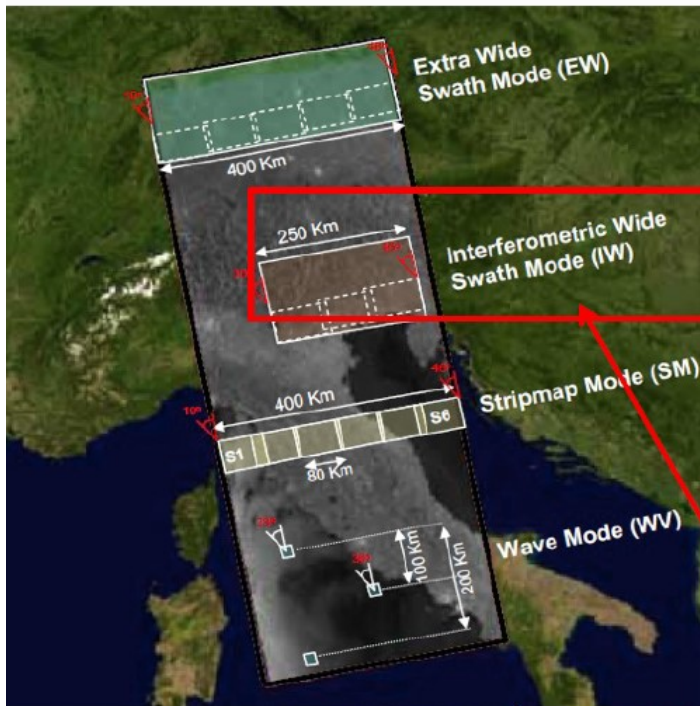 Extra Wide
Swath Mode (EW)
400 Km
250 Km
Interferometric Wide
Swath Mode (IW)
Stripmap Mode (SM)
400 Km
10°
S1
S6
80 Km
Wave Mode (WV)
100 Km
200 Km